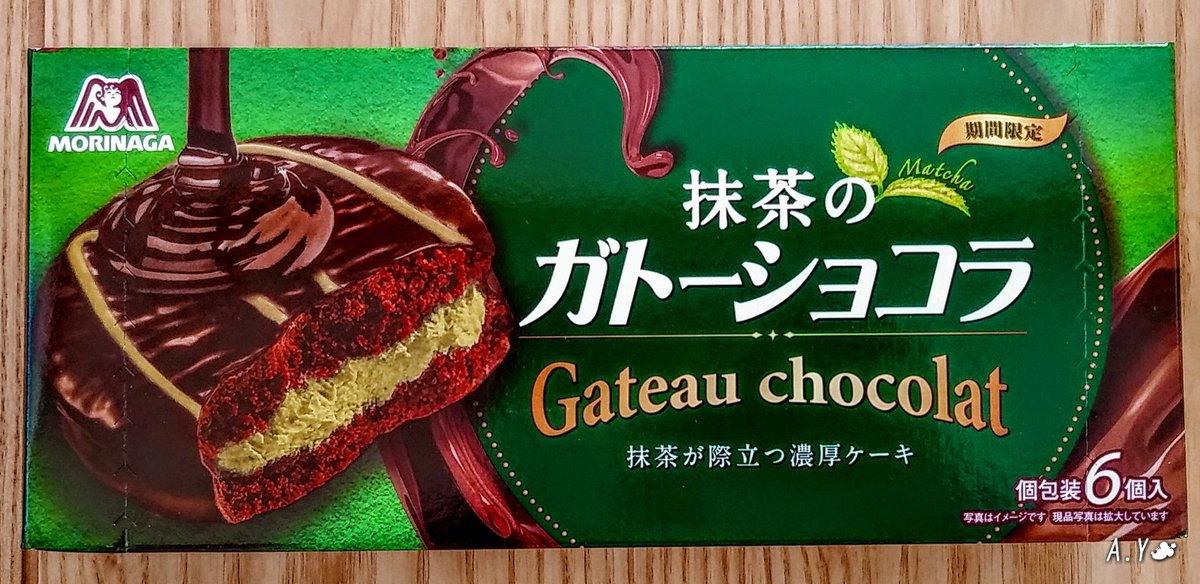 MORINAGA
期間限定
Matcha
抹茶の
ガトーショコラ
Gateau chocolat
抹茶が際立つ濃厚ケーキ
個包装6個入
写真はイメージです 現品写真は拡大しています
A.Y